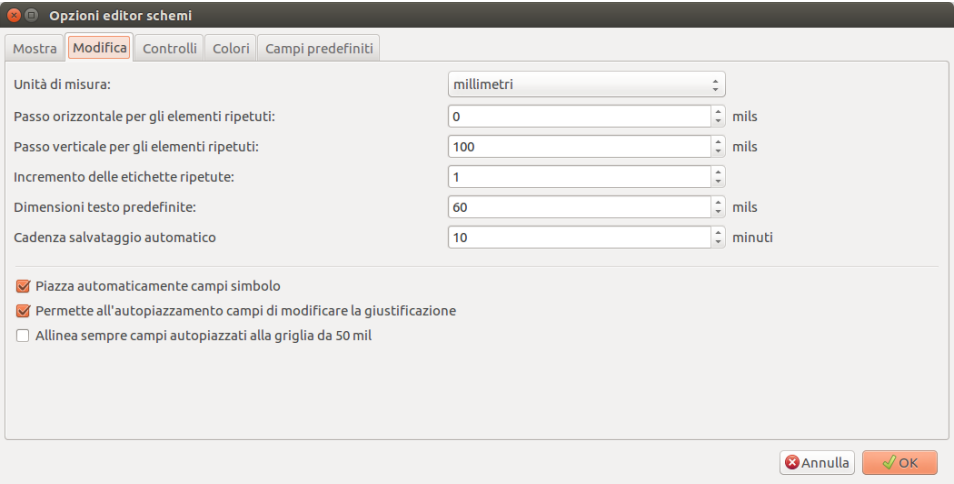 Opzioni editor schemi
Mostra Modifica Controlli Colori Campi predefiniti
Unità di misura: millimetri
Passo orizzontale per gli elementi ripetuti: 0 mils
Passo verticale per gli elementi ripetuti: 100 mils
Incremento delle etichette ripetute: 1
Dimensioni testo predefinite: 60 mils
Cadenza salvataggio automatico 10 minuti
Piazza automaticamente campi simbolo
Permette all'autopiazzamento campi di modificare la giustificazione
Allinea sempre campi autopiazzati alla griglia da 50 mil
Annulla OK